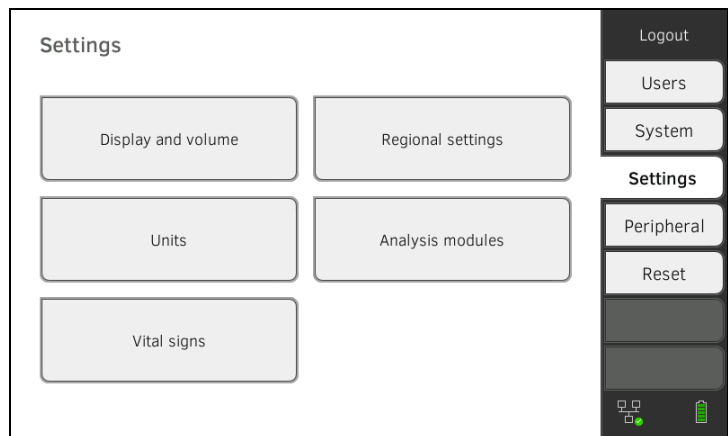 Settings
Display and volume
Regional settings
Units
Analysis modules
Vital signs
Logout
Users
System
Settings
Peripheral
Reset